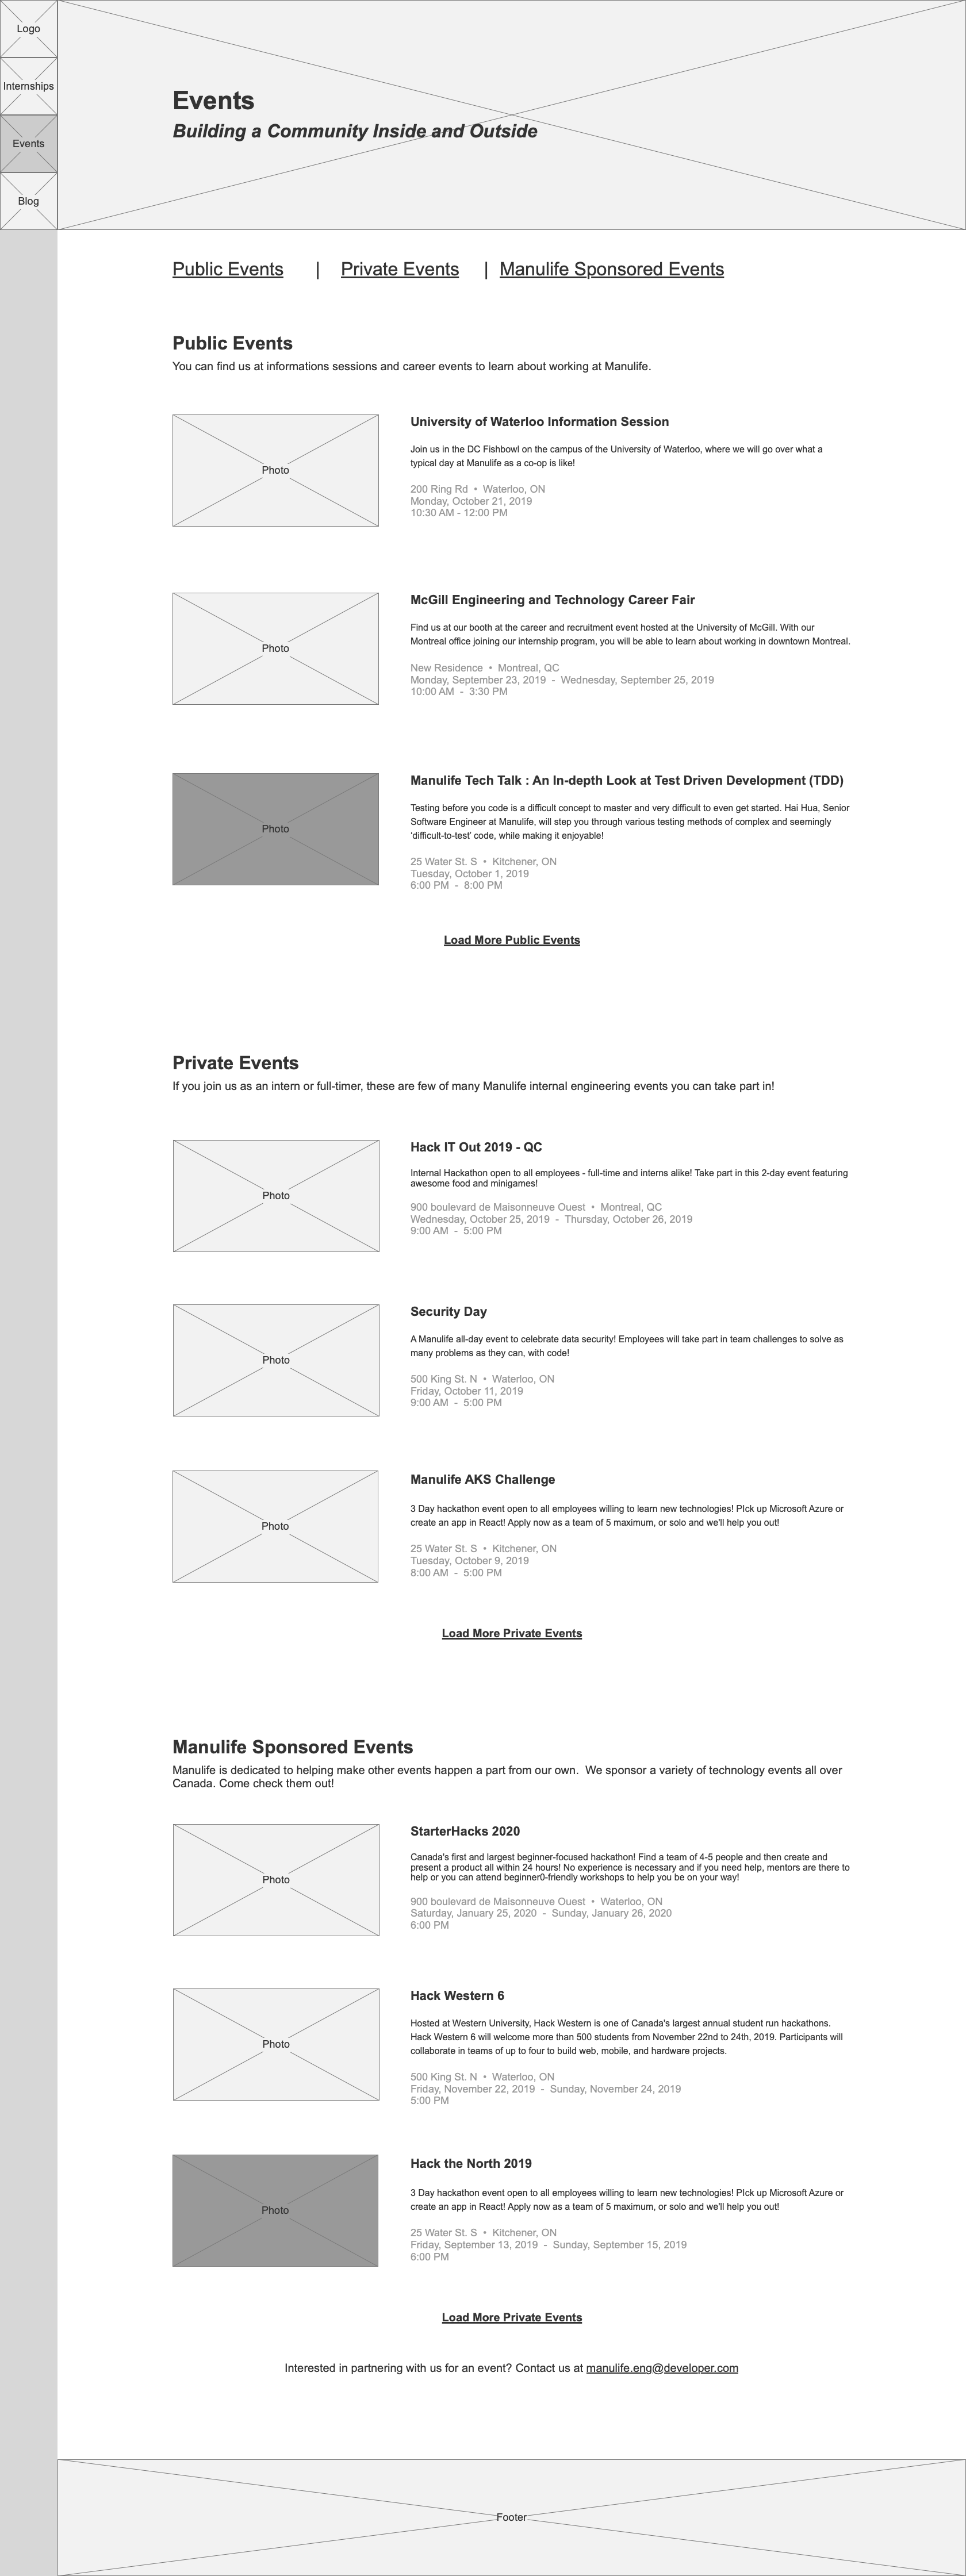 Logo
Internships
Events
Blog
Events
Building a Community Inside and Outside
Public Events | Private Events | Manulife Sponsored Events
Public Events
You can find us at informations sessions and career events to learn about working at Manulife.
Photo
University of Waterloo Information Session
Join us in the DC Fishbowl on the campus of the University of Waterloo, where we will go over what a
typical day at Manulife as a co-op is like!
200 Ring Rd • Waterloo, ON
Monday, October 21, 2019
10:30 AM - 12:00 PM
Photo
McGill Engineering and Technology Career Fair
Find us at our booth at the career and recruitment event hosted at the University of McGill. With our
Montreal office joining our internship program, you will be able to learn about working in downtown Montreal.
New Residence • Montreal, QC
Monday, September 23, 2019 - Wednesday, September 25, 2019
10:00 AM - 3:30 PM
Photo
Manulife Tech Talk : An In-depth Look at Test Driven Development (TDD)
Testing before you code is a difficult concept to master and very difficult to even get started. Hai Hua, Senior
Software Engineer at Manulife, will step you through various testing methods of complex and seemingly
‘difficult-to-test’ code, while making it enjoyable!
25 Water St. S • Kitchener, ON
Tuesday, October 1, 2019
6:00 PM - 8:00 PM
Load More Public Events
Private Events
If you join us as an intern or full-timer, these are few of many Manulife internal engineering events you can take part in!
Photo
Hack IT Out 2019 - QC
Internal Hackathon open to all employees - full-time and interns alike! Take part in this 2-day event featuring
awesome food and minigames!
900 boulevard de Maisonneuve Ouest • Montreal, QC
Wednesday, October 25, 2019 - Thursday, October 26, 2019
9:00 AM - 5:00 PM
Photo
Security Day
A Manulife all-day event to celebrate data security! Employees will take part in team challenges to solve as
many problems as they can, with code!
500 King St. N • Waterloo, ON
Friday, October 11, 2019
9:00 AM - 5:00 PM
Photo
Manulife AKS Challenge
3 Day hackathon event open to all employees willing to learn new technologies! PIck up Microsoft Azure or
create an app in React! Apply now as a team of 5 maximum, or solo and we'll help you out!
25 Water St. S • Kitchener, ON
Tuesday, October 9, 2019
8:00 AM - 5:00 PM
Load More Private Events
Manulife Sponsored Events
Manulife is dedicated to helping make other events happen a part from our own. We sponsor a variety of technology events all over
Canada. Come check them out!
Photo
StarterHacks 2020
Canada's first and largest beginner-focused hackathon! Find a team of 4-5 people and then create and
present a product all within 24 hours! No experience is necessary and if you need help, mentors are there to
help or you can attend beginner0-friendly workshops to help you be on your way!
900 boulevard de Maisonneuve Ouest • Waterloo, ON
Saturday, January 25, 2020 - Sunday, January 26, 2020
6:00 PM
Photo
Hack Western 6
Hosted at Western University, Hack Western is one of Canada's largest annual student run hackathons.
Hack Western 6 will welcome more than 500 students from November 22nd to 24th, 2019. Participants will
collaborate in teams of up to four to build web, mobile, and hardware projects.
500 King St. N • Waterloo, ON
Friday, November 22, 2019 - Sunday, November 24, 2019
5:00 PM
Photo
Hack the North 2019
3 Day hackathon event open to all employees willing to learn new technologies! PIck up Microsoft Azure or
create an app in React! Apply now as a team of 5 maximum, or solo and we'll help you out!
25 Water St. S • Kitchener, ON
Friday, September 13, 2019 - Sunday, September 15, 2019
6:00 PM
Load More Private Events
Interested in partnering with us for an event? Contact us at manulife.eng@developer.com
Footer